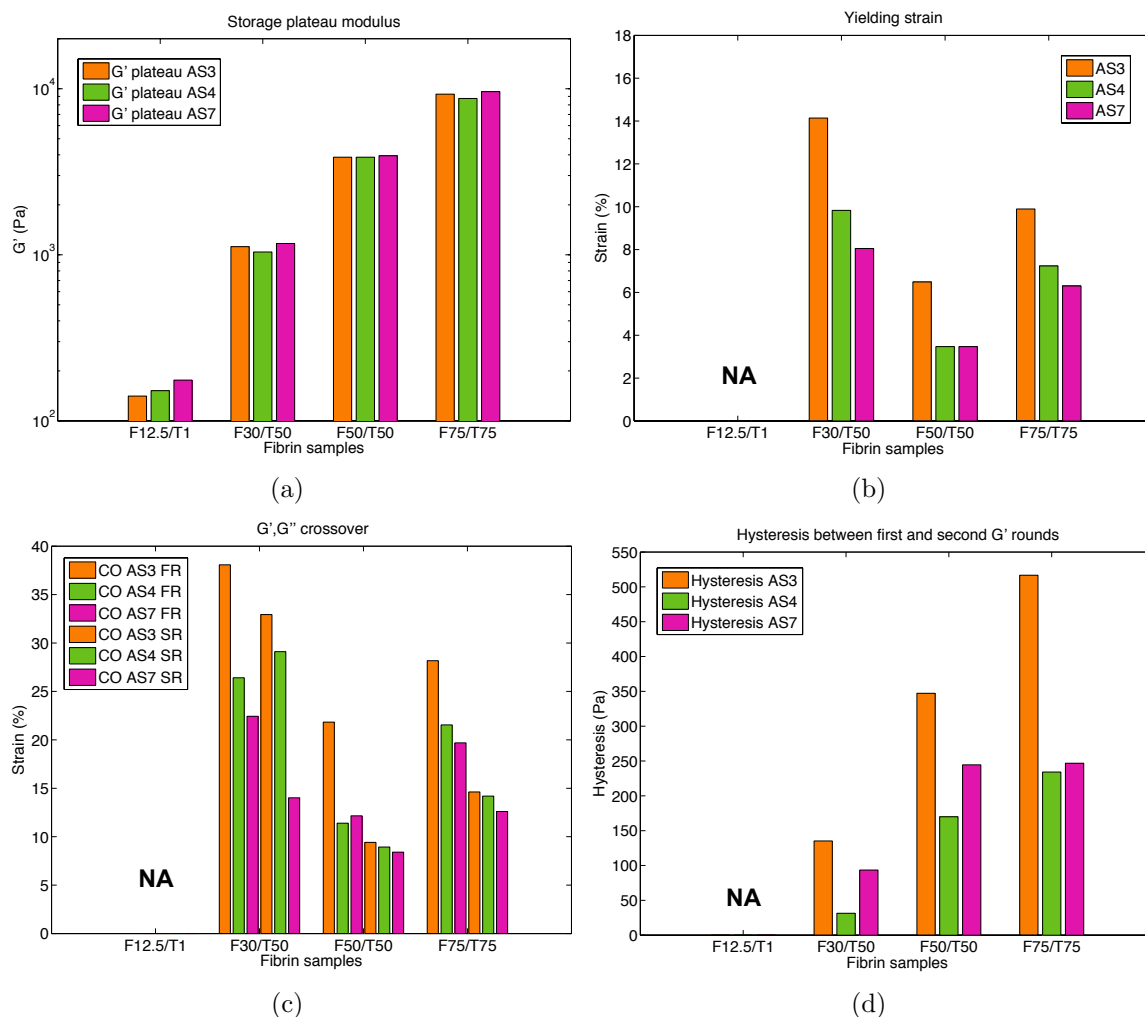 Storage plateau modulus
G' plateau AS3
G' plateau AS4
G' plateau AS7
10^4
10^3
10^2
G' (Pa)
F12.5/T1 F30/T50 F50/T50 F75/T75
Fibrin samples
(a)
Yielding strain
AS3
AS4
AS7
18
16
14
12
10
8
6
4
2
0
Strain (%)
NA
F12.5/T1 F30/T50 F50/T50 F75/T75
Fibrin samples
(b)
G',G'' crossover
CO AS3 FR
CO AS4 FR
CO AS7 FR
CO AS3 SR
CO AS4 SR
CO AS7 SR
40
35
30
25
20
15
10
5
0
Strain (%)
NA
F12.5/T1 F30/T50 F50/T50 F75/T75
Fibrin samples
(c)
Hysteresis between first and second G' rounds
Hysteresis AS3
Hysteresis AS4
Hysteresis AS7
550
500
450
400
350
300
250
200
150
100
50
0
Hysteresis (Pa)
NA
F12.5/T1 F30/T50 F50/T50 F75/T75
Fibrin samples
(d)